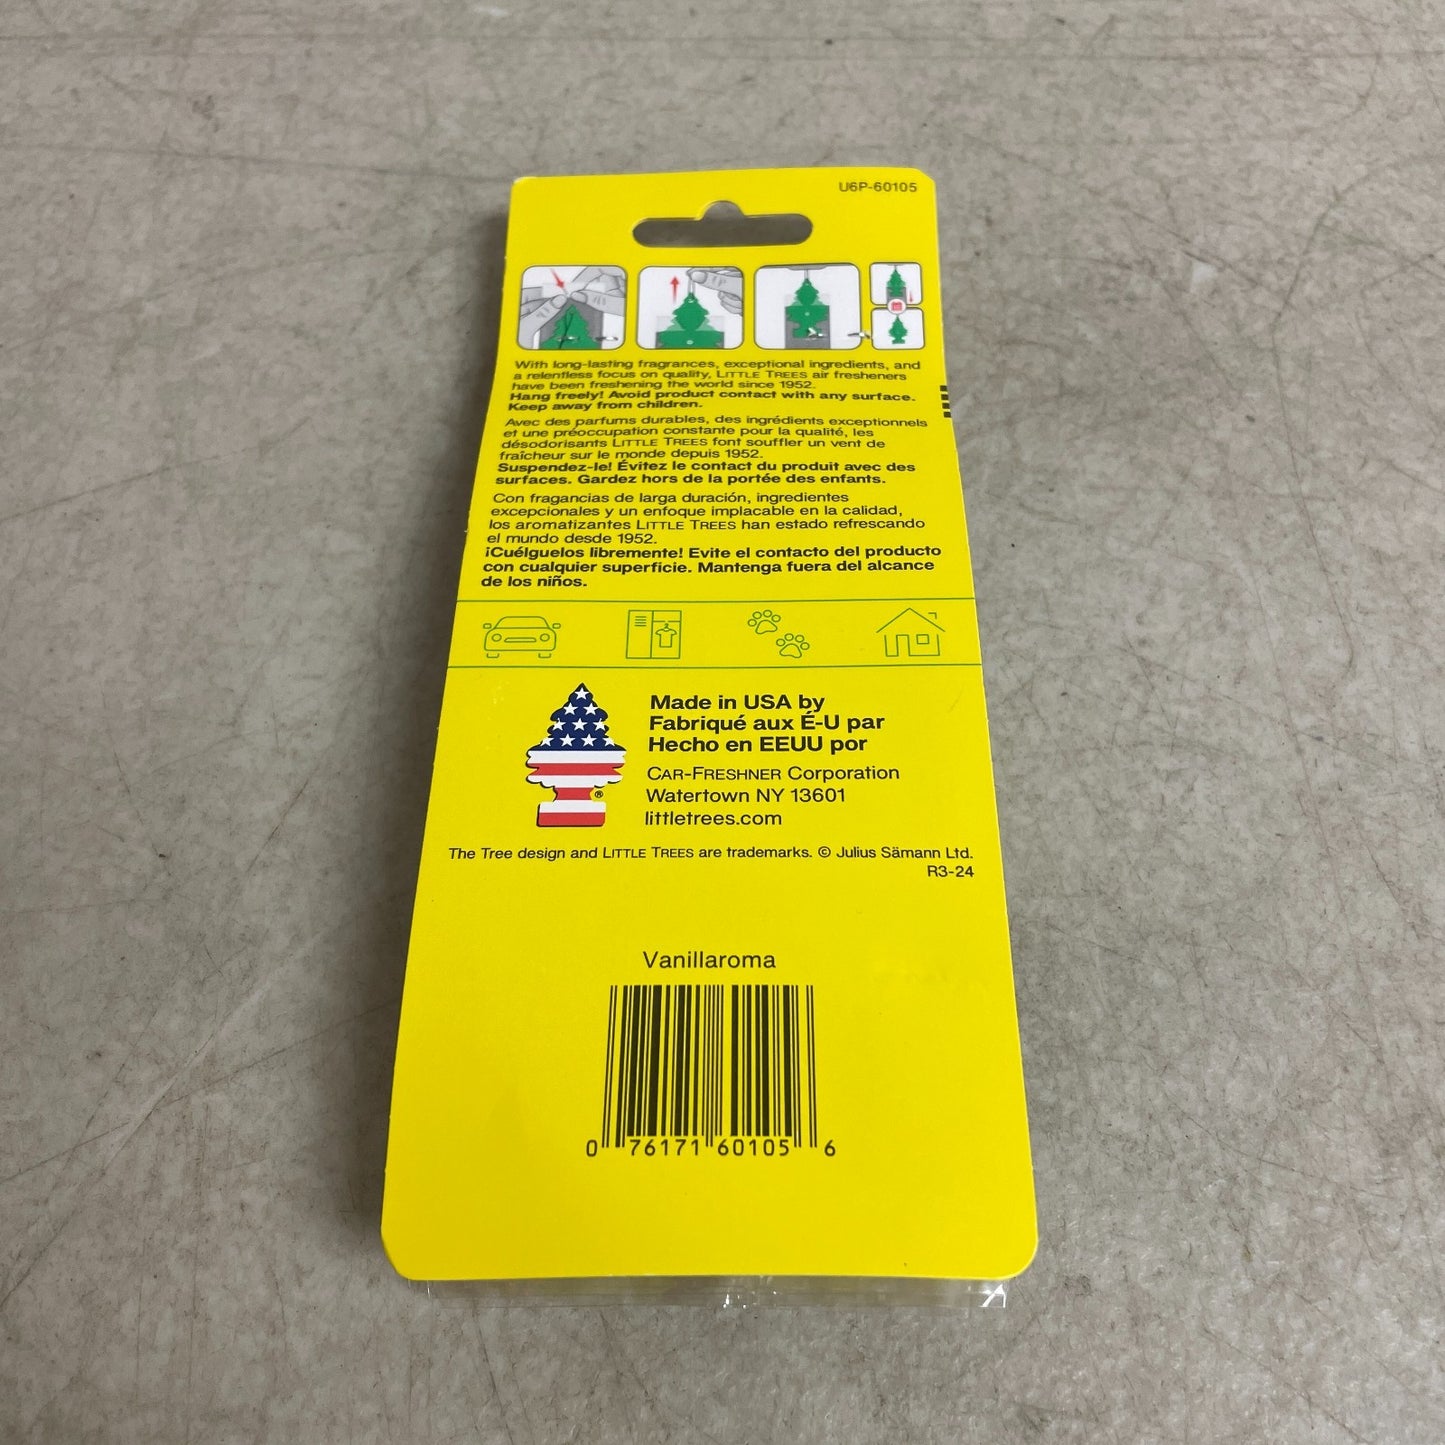 U6P-60105
With long-lasting fragrances, exceptional ingredients, and
a relentless focus on quality, LITTLE TREES air fresheners
have been freshening the world since 1952.
Hang freely! Avoid product contact with any surface.
Keep away from children.
Avec des parfums durables, des ingrédients exceptionnels
et une préoccupation constante pour la qualité, les
désodorisants LITTLE TREES font souffler un vent de
fraîcheur sur le monde depuis 1952.
Suspendez-le! Évitez le contact du produit avec des
surfaces. Gardez hors de la portée des enfants.
Con fragancias de larga duración, ingredientes
excepcionales y un enfoque implacable en la calidad,
los aromatizantes LITTLE TREES han estado refrescando
el mundo desde 1952.
¡Cuélguelos libremente! Evite el contacto del producto
con cualquier superficie. Mantenga fuera del alcance
de los niños.
Made in USA by
Fabriqué aux É-U par
Hecho en EEUU por
CAR-FRESHNER Corporation
Watertown NY 13601
littletrees.com
®
The Tree design and LITTLE TREES are trademarks. © Julius Sämann Ltd.
R3-24
Vanillaroma
0 76171 60105 6